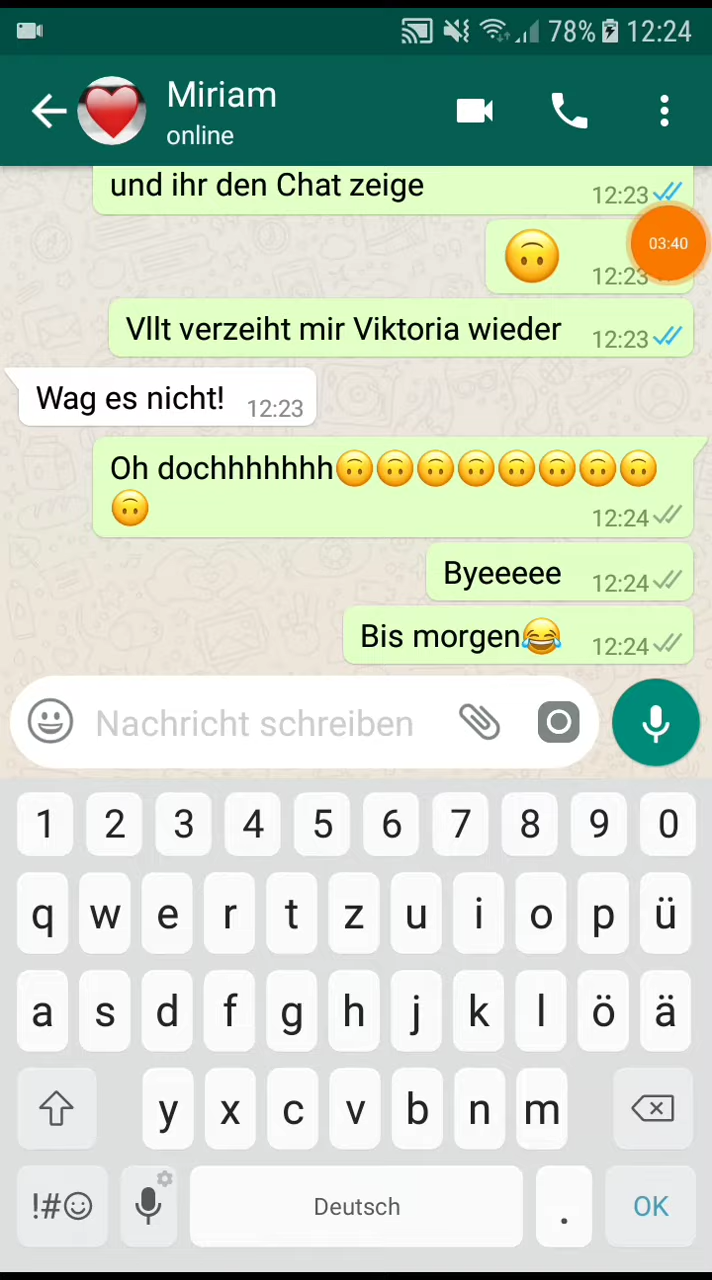 78% 12:24
Miriam
online
und ihr den Chat zeige
12:23
03:40
12:23
Vllt verzeiht mir Viktoria wieder 12:23
Wag es nicht! 12:23
Oh dochhhhhhh🙃🙃🙃🙃🙃🙃🙃🙃
🙃 12:24
Byeeeee 12:24
Bis morgen😂 12:24
Nachricht schreiben
1 2 3 4 5 6 7 8 9 0
q w e r t z u i o p ü
a s d f g h j k l ö ä
y x c v b n m
!#☺ Deutsch . OK